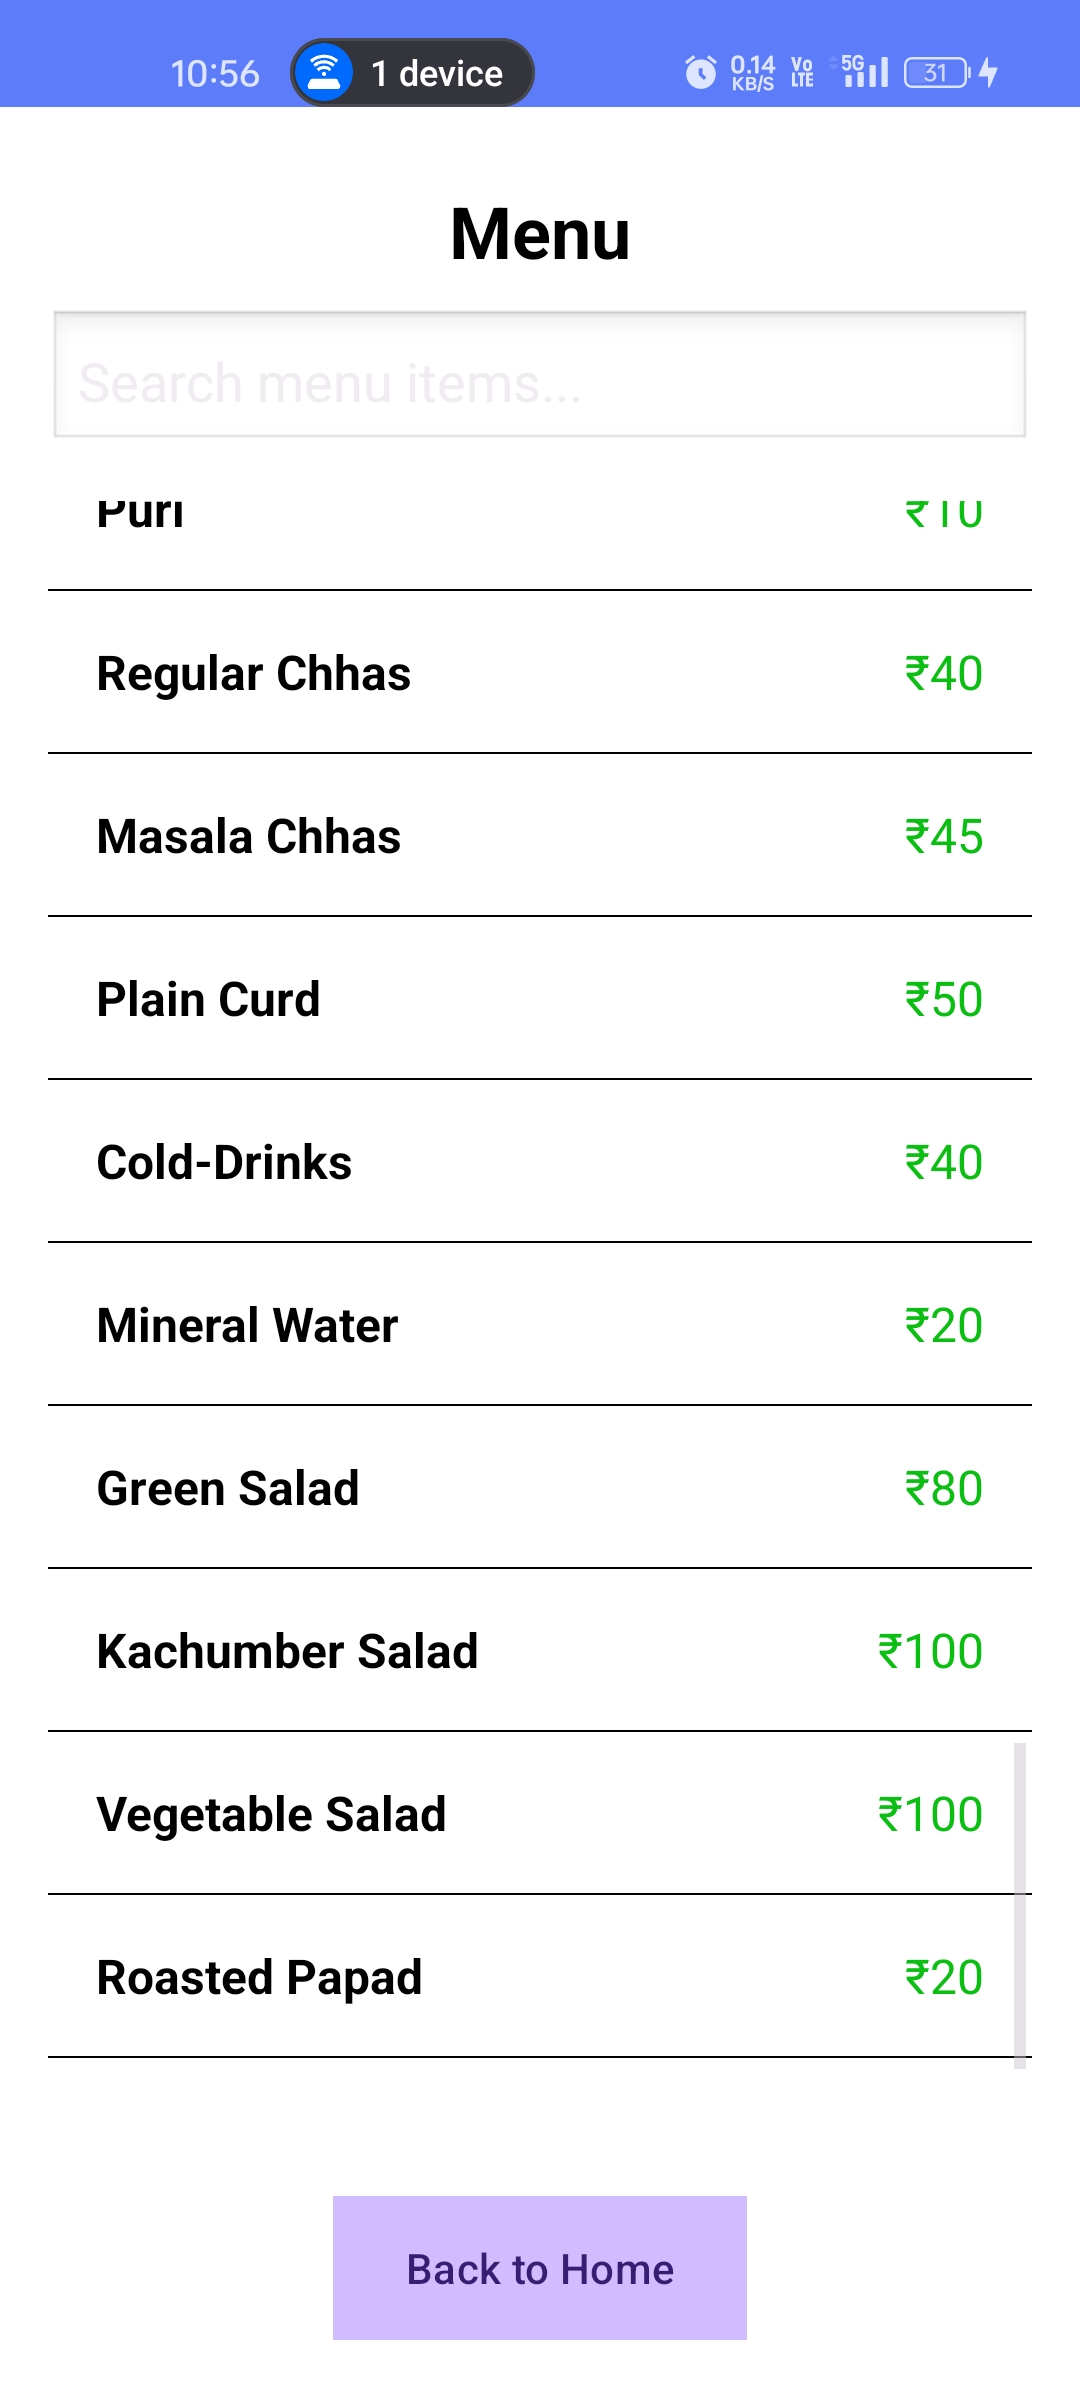 10:56 1 device 0.14 KB/S Vo LTE 5G 31
Menu
Search menu items...
Puri ₹10
Regular Chhas ₹40
Masala Chhas ₹45
Plain Curd ₹50
Cold-Drinks ₹40
Mineral Water ₹20
Green Salad ₹80
Kachumber Salad ₹100
Vegetable Salad ₹100
Roasted Papad ₹20
Back to Home